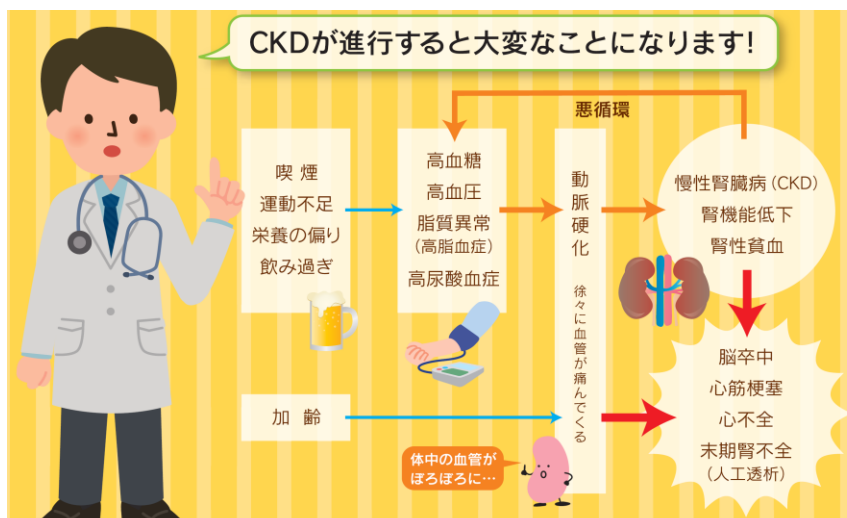 CKDが進行すると大変なことになります!
悪循環
喫煙
運動不足
栄養の偏り
飲み過ぎ
高血糖
高血圧
脂質異常
(高脂血症)
高尿酸血症
動脈硬化
徐々に血管が痛んでくる
慢性腎臓病(CKD)
腎機能低下
腎性貧血
加齢
体中の血管が
ぼろぼろに…
脳卒中
心筋梗塞
心不全
末期腎不全
(人工透析)